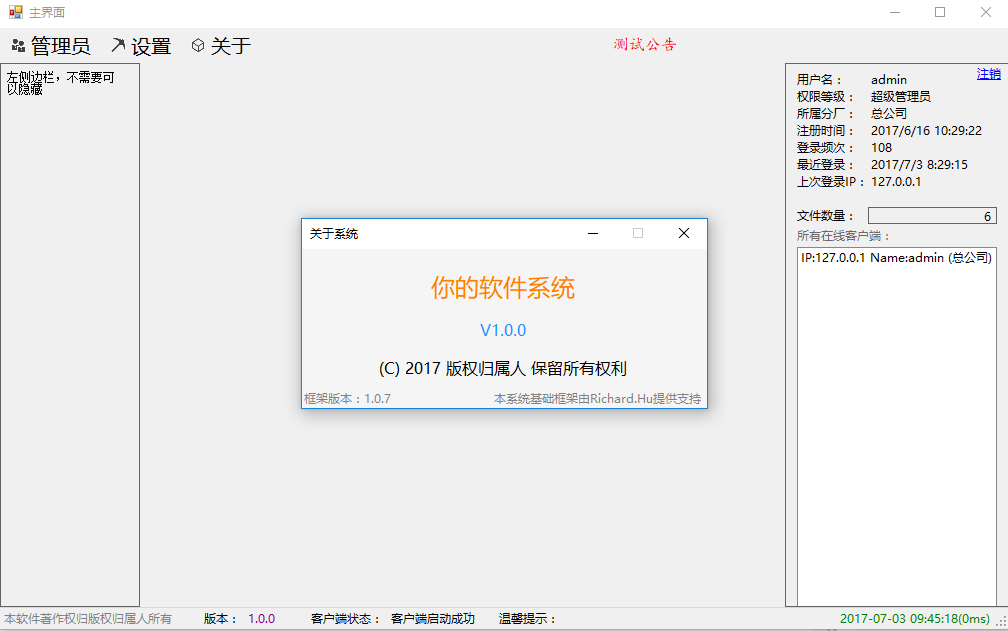 主界面
管理员 设置 关于 测试公告
左侧边栏，不需要可
以隐藏
注销
用户名： admin
权限等级： 超级管理员
所属分厂： 总公司
注册时间： 2017/6/16 10:29:22
登录频次： 108
最近登录： 2017/7/3 8:29:15
上次登录IP： 127.0.0.1
文件数量： 6
所有在线客户端：
IP:127.0.0.1 Name:admin (总公司)
关于系统
你的软件系统
V1.0.0
(C) 2017 版权归属人 保留所有权利
框架版本：1.0.7 本系统基础框架由Richard.Hu提供支持
本软件著作权归版权归属人所有 版本： 1.0.0 客户端状态： 客户端启动成功 温馨提示： 2017-07-03 09:45:18(0ms)